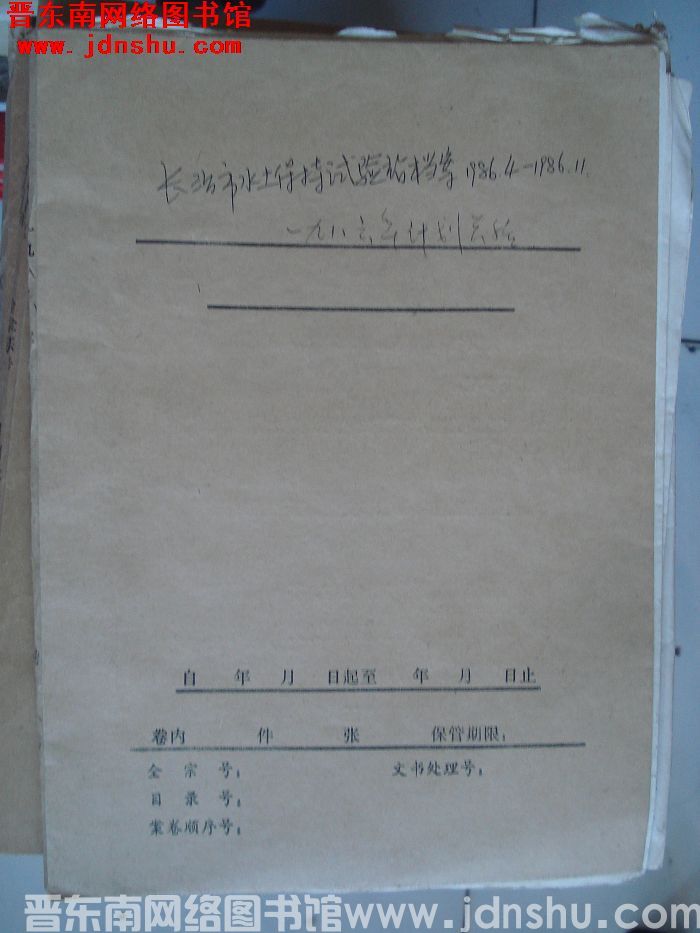 晋东南网络图书馆
www.jdnshu.com
长治市水土保持试验站档案 1986.4-1986.11.
一九八六年计划总结
自 年 月 日起至 年 月 日止
卷内 件 张 保管期限：
全宗号： 文书处理号：
目录号：
案卷顺序号：
晋东南网络图书馆 www.jdnshu.com